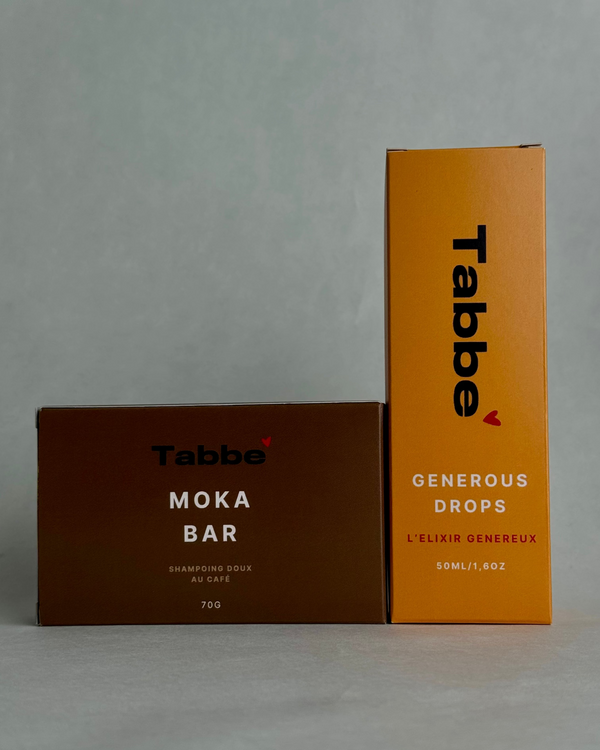 Tabbe
MOKA
BAR
SHAMPOING DOUX
AU CAFÉ
70G
Tabbe
GENEROUS
DROPS
L'ELIXIR GENEREUX
50ML/1,6OZ